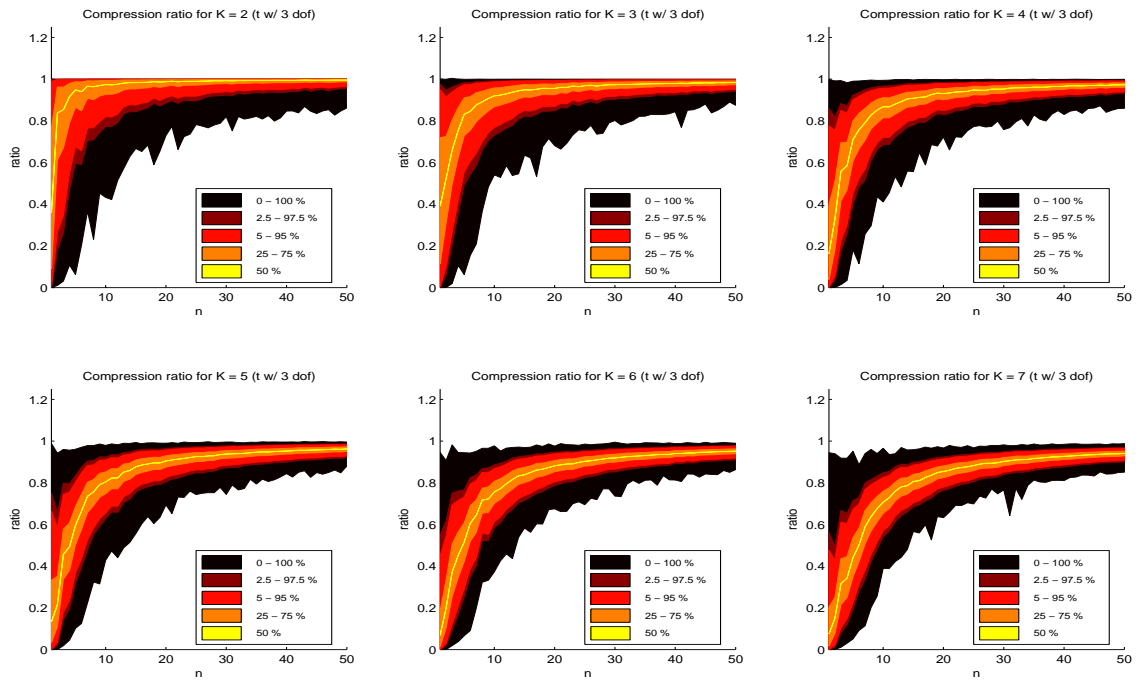 Compression ratio for K = 2 (t w/ 3 dof)
1.2
1
0.8
0.6
0.4
0.2
0
ratio
10
20
30
40
50
n
0 – 100 %
2.5 – 97.5 %
5 – 95 %
25 – 75 %
50 %
Compression ratio for K = 3 (t w/ 3 dof)
1.2
1
0.8
0.6
0.4
0.2
0
ratio
10
20
30
40
50
n
0 – 100 %
2.5 – 97.5 %
5 – 95 %
25 – 75 %
50 %
Compression ratio for K = 4 (t w/ 3 dof)
1.2
1
0.8
0.6
0.4
0.2
0
ratio
10
20
30
40
50
n
0 – 100 %
2.5 – 97.5 %
5 – 95 %
25 – 75 %
50 %
Compression ratio for K = 5 (t w/ 3 dof)
1.2
1
0.8
0.6
0.4
0.2
0
ratio
10
20
30
40
50
n
0 – 100 %
2.5 – 97.5 %
5 – 95 %
25 – 75 %
50 %
Compression ratio for K = 6 (t w/ 3 dof)
1.2
1
0.8
0.6
0.4
0.2
0
ratio
10
20
30
40
50
n
0 – 100 %
2.5 – 97.5 %
5 – 95 %
25 – 75 %
50 %
Compression ratio for K = 7 (t w/ 3 dof)
1.2
1
0.8
0.6
0.4
0.2
0
ratio
10
20
30
40
50
n
0 – 100 %
2.5 – 97.5 %
5 – 95 %
25 – 75 %
50 %